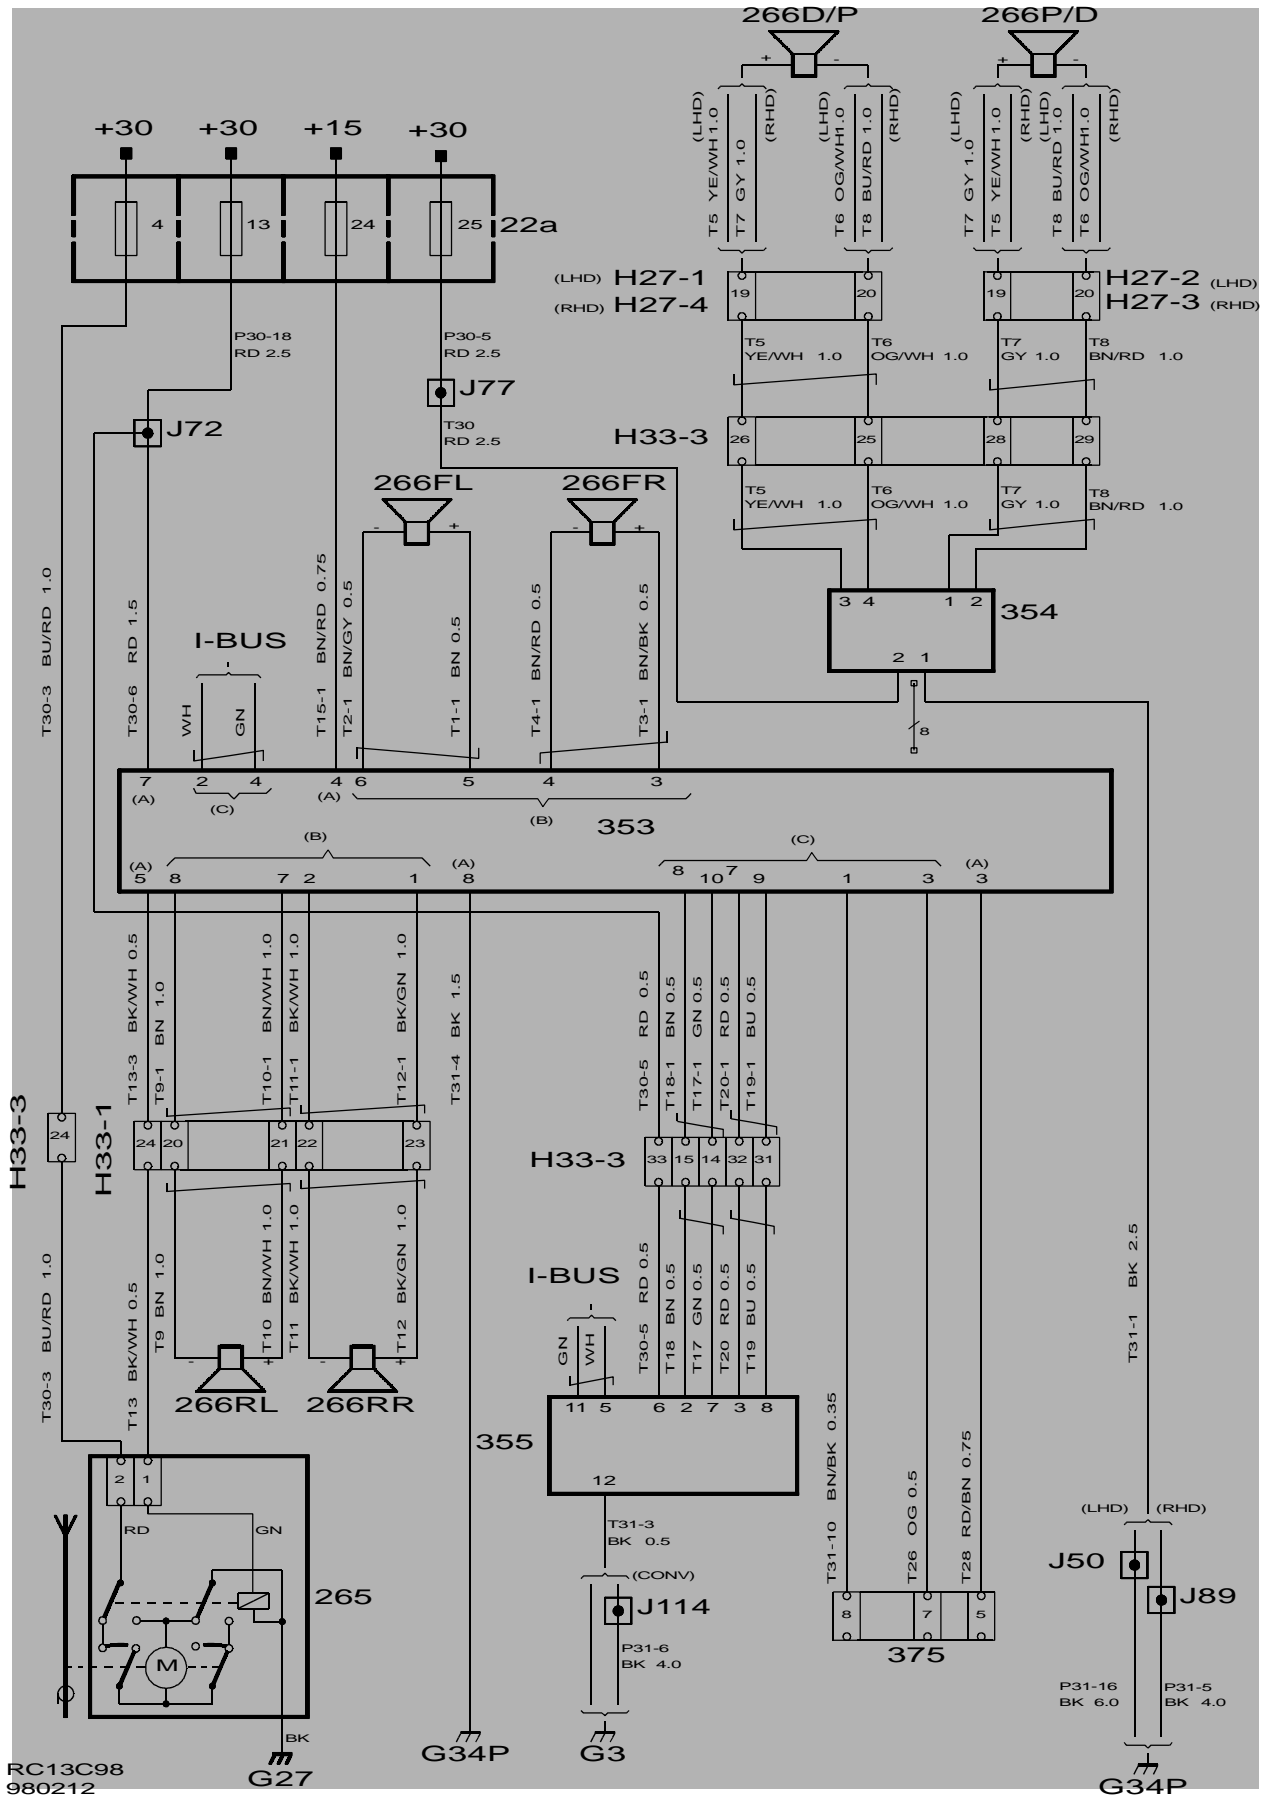 266D/P
266P/D
+
-
+
-
(LHD)
(RHD)
(LHD)
(RHD)
(LHD)
(RHD)
(LHD)
(RHD)
T5 YE/WH1.0
T7 GY 1.0
T6 OG/WH1.0
T8 BU/RD 1.0
T7 GY 1.0
T5 YE/WH1.0
T8 BU/RD 1.0
T6 OG/WH1.0
+30
+30
+15
+30
4
13
24
25
22a
(LHD) H27-1
(RHD) H27-4
19
20
19
20
H27-2 (LHD)
H27-3 (RHD)
P30-18
RD 2.5
P30-5
RD 2.5
T5
YE/WH 1.0
T6
OG/WH 1.0
T7
GY 1.0
T8
BN/RD 1.0
J77
J72
T30
RD 2.5
H33-3
26
25
28
29
266FL
266FR
-
+
-
+
T5
YE/WH 1.0
T6
OG/WH 1.0
T7
GY 1.0
T8
BN/RD 1.0
3 4 1 2
354
2 1
8
T30-3 BU/RD 1.0
T30-6 RD 1.5
I-BUS
WH
GN
T15-1 BN/RD 0.75
T2-1 BN/GY 0.5
T1-1 BN 0.5
T4-1 BN/RD 0.5
T3-1 BN/BK 0.5
7 2 4 4 6 5 4 3
(A)
(C)
(A)
(B)
353
(B)
(C)
(A)
(A)
(A)
5 8 7 2 1 8
8 10 7 9 1 3 3
T13-3 BK/WH 0.5
T9-1 BN 1.0
T10-1 BN/WH 1.0
T11-1 BK/WH 1.0
T12-1 BK/GN 1.0
T31-4 BK 1.5
T30-5 RD 0.5
T18-1 BN 0.5
T17-1 GN 0.5
T20-1 RD 0.5
T19-1 BU 0.5
H33-3
24
H33-1
24 20 21 22 23
H33-3
33 15 14 32 31
T30-3 BU/RD 1.0
T13 BK/WH 0.5
T9 BN 1.0
T10 BN/WH 1.0
T11 BK/WH 1.0
T12 BK/GN 1.0
I-BUS
GN
WH
T30-5 RD 0.5
T18 BN 0.5
T17 GN 0.5
T20 RD 0.5
T19 BU 0.5
T31-1 BK 2.5
-
+
-
+
266RL
266RR
11 5 6 2 7 3 8
355
12
T31-10 BN/BK 0.35
T26 OG 0.5
T28 RD/BN 0.75
2 1
RD
GN
T31-3
BK 0.5
(CONV)
(LHD)
(RHD)
J50
J89
265
J114
8 7 5
375
M
P31-6
BK 4.0
P31-16
BK 6.0
P31-5
BK 4.0
BK
G27
G34P
G3
G34P
RC13C98
980212